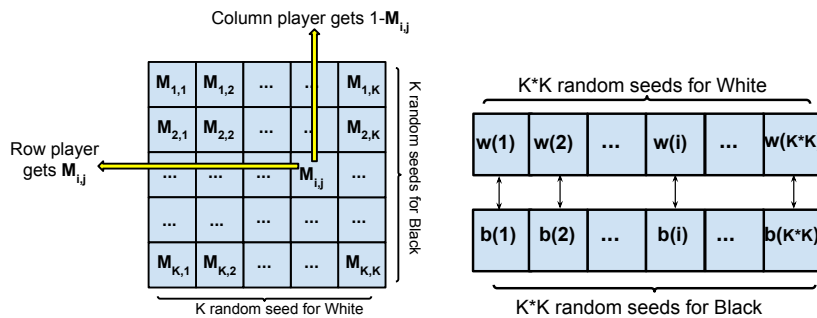 Column player gets 1-M_{i,j}
M_{1,1} M_{1,2} ... ... M_{1,K}
M_{2,1} M_{2,2} ... ... M_{2,K}
Row player
gets M_{i,j}
... ... ... M_{i,j} ...
... ... ... ... ...
M_{K,1} M_{K,2} ... ... M_{K,K}
K random seeds for Black
K random seed for White
K*K random seeds for White
w(1) w(2) ... w(i) ... w(K*K
b(1) b(2) ... b(i) ... b(K*K)
K*K random seeds for Black